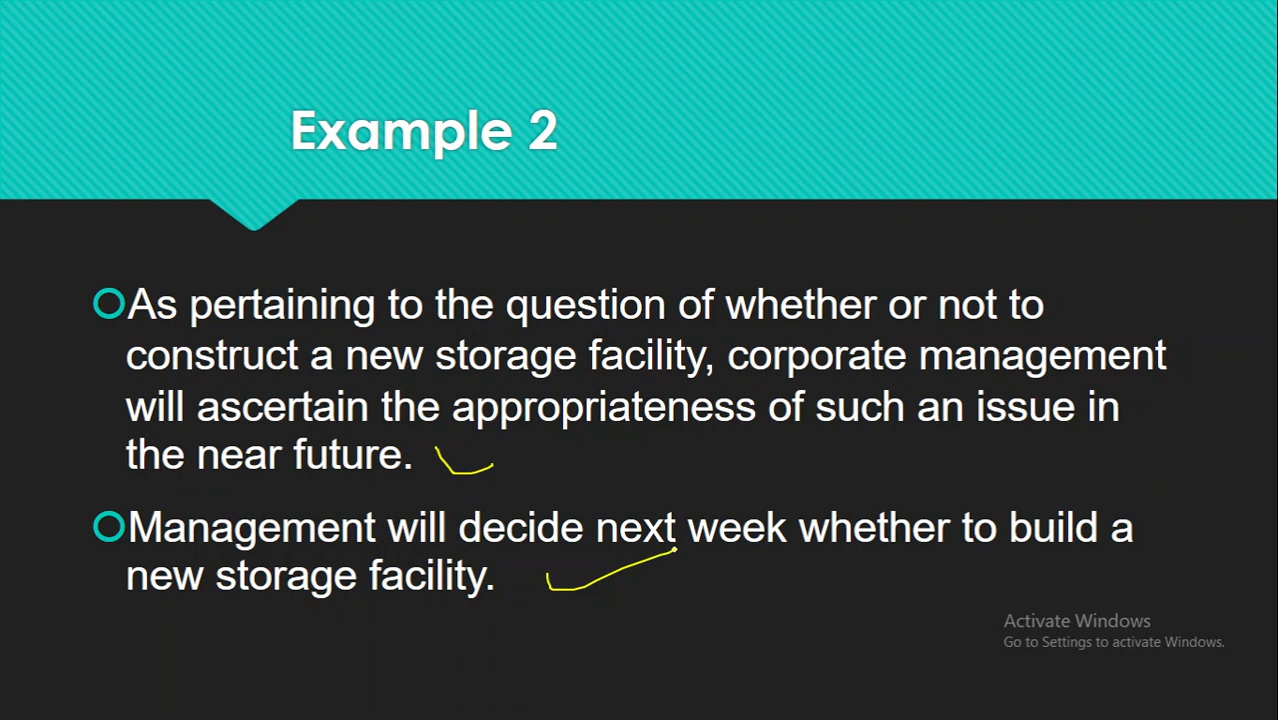 Example 2
As pertaining to the question of whether or not to
construct a new storage facility, corporate management
will ascertain the appropriateness of such an issue in
the near future.
Management will decide next week whether to build a
new storage facility.
Activate Windows
Go to Settings to activate Windows.